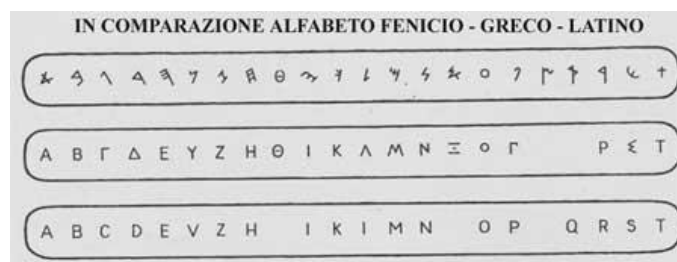 IN COMPARAZIONE ALFABETO FENICIO - GRECO - LATINO
𐤀 𐤁 𐤂 𐤃 𐤄 𐤅 𐤆 𐤇 𐤈 𐤉 𐤊 𐤋 𐤌 𐤍 𐤎 𐤏 𐤐 𐤑 𐤒 𐤓 𐤔 𐤕
Α Β Γ Δ Ε Υ Ζ Η Θ Ι Κ Λ Μ Ν Ξ Ο Γ Ρ Σ Τ
A B C D E V Z H I K I M N O P Q R S T